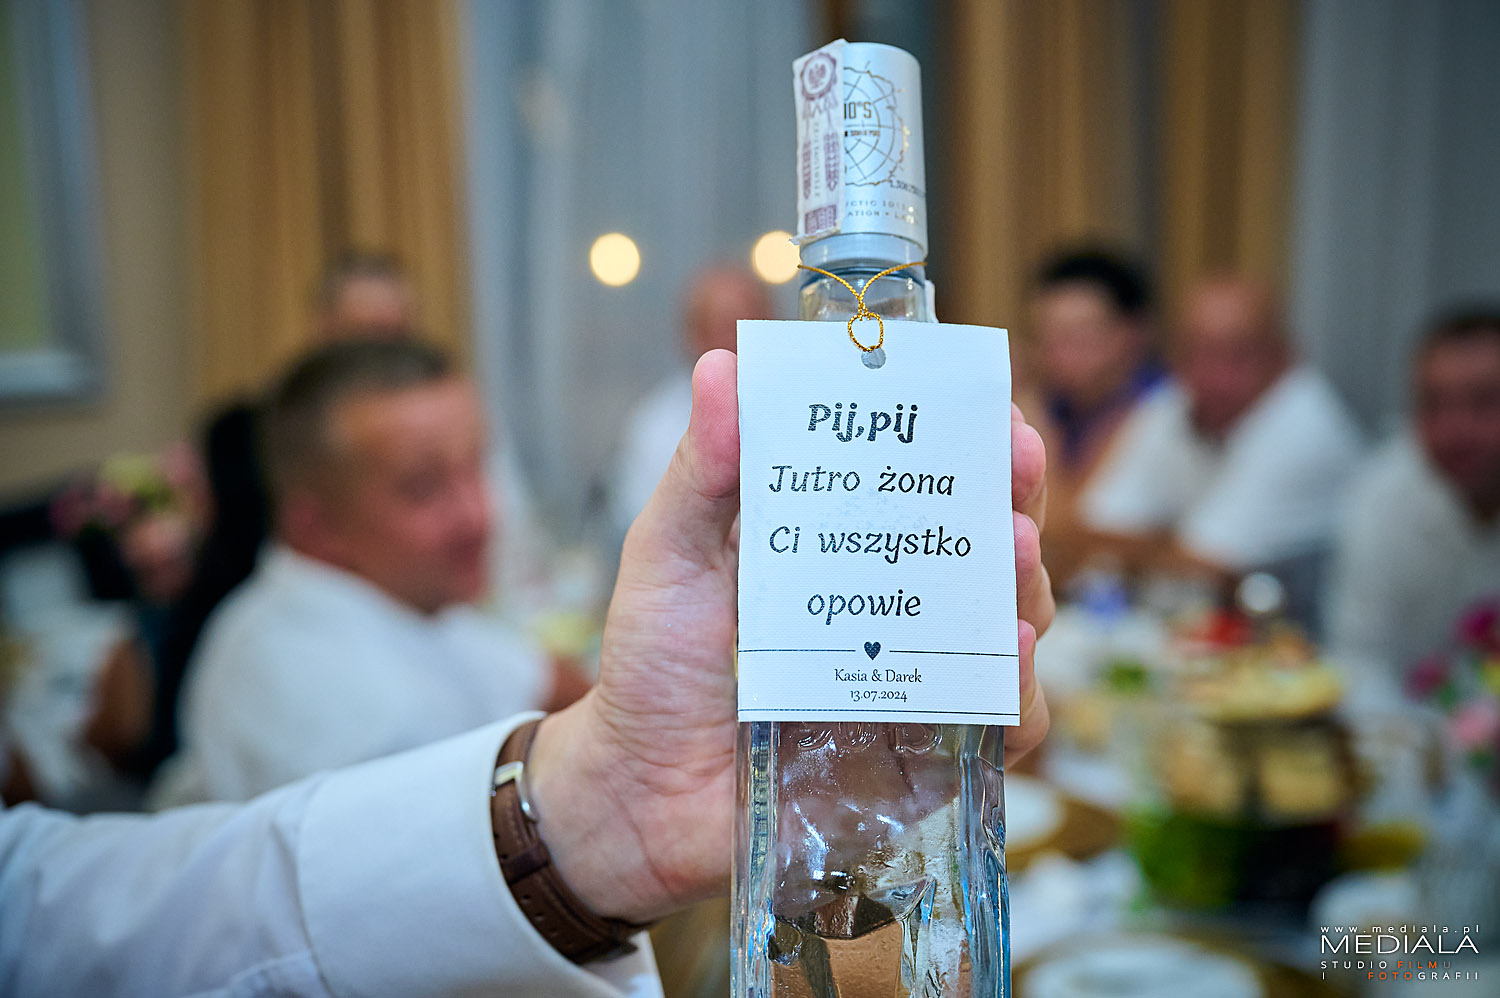 Pij,pij
Jutro żona
Ci wszystko
opowie
Kasia & Darek
13.07.2024
www.mediala.pl
MEDIALA
STUDIO FILMU
I FOTOGRAFII